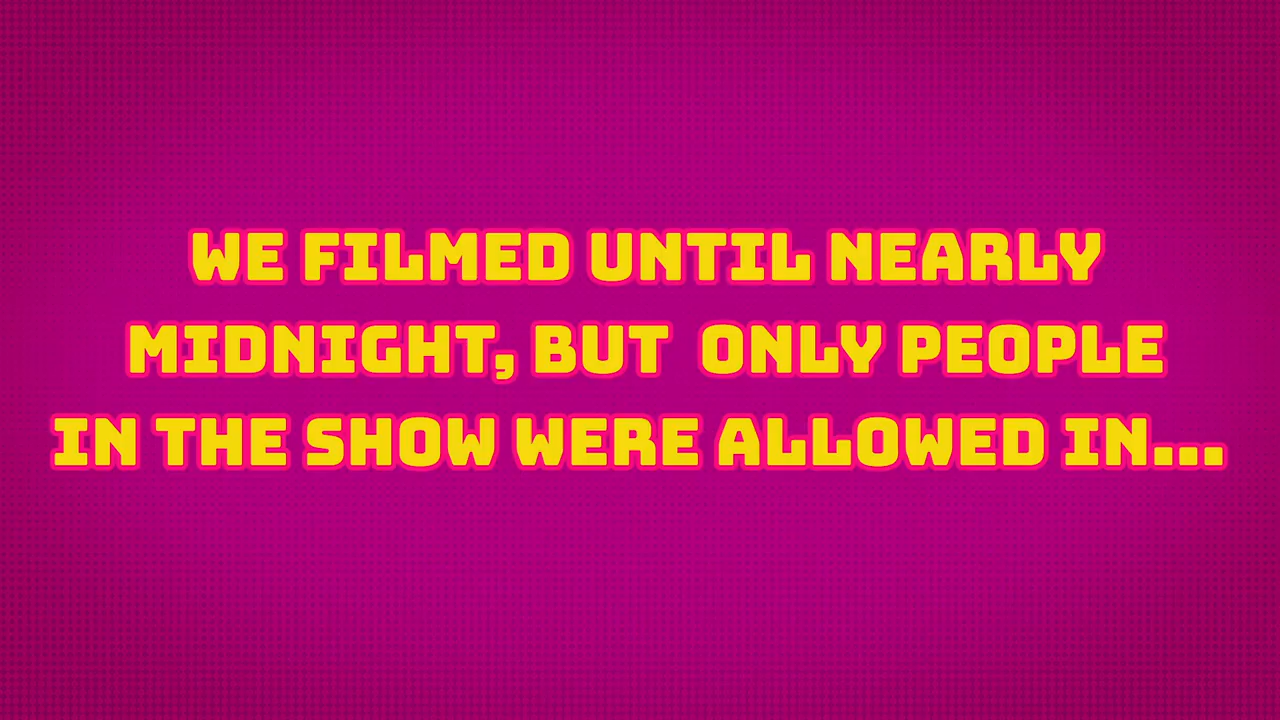 WE FILMED UNTIL NEARLY
MIDNIGHT, BUT ONLY PEOPLE
IN THE SHOW WERE ALLOWED IN...